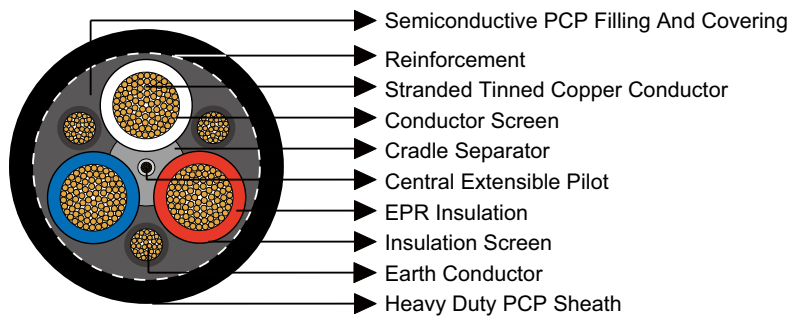 Semiconductive PCP Filling And Covering
Reinforcement
Stranded Tinned Copper Conductor
Conductor Screen
Cradle Separator
Central Extensible Pilot
EPR Insulation
Insulation Screen
Earth Conductor
Heavy Duty PCP Sheath